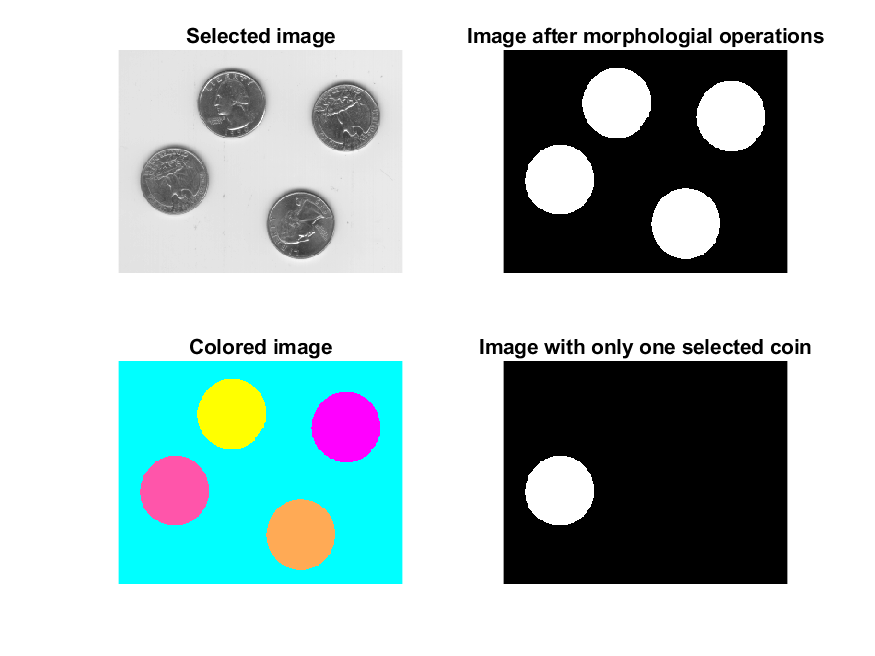 Selected image
Image after morphologial operations
Colored image
Image with only one selected coin